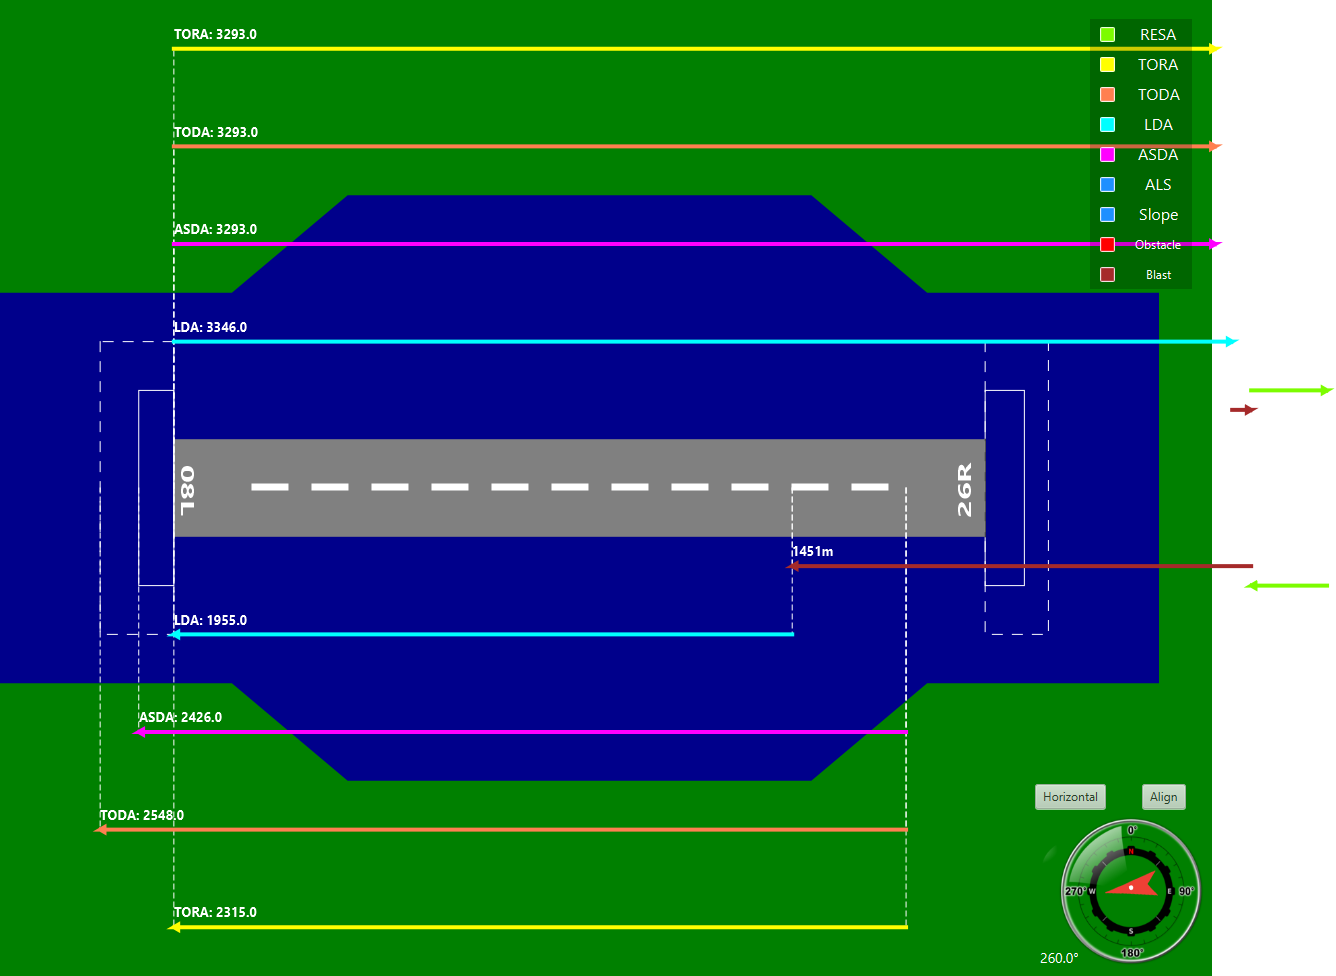 TORA: 3293.0
RESA
TORA
TODA
LDA
ASDA
ALS
Slope
Obstacle
Blast
TODA: 3293.0
ASDA: 3293.0
LDA: 3346.0
08L
26R
1451m
LDA: 1955.0
ASDA: 2426.0
TODA: 2548.0
TORA: 2315.0
Horizontal
Align
0°
N
270°
W
E
90°
S
180°
260.0°